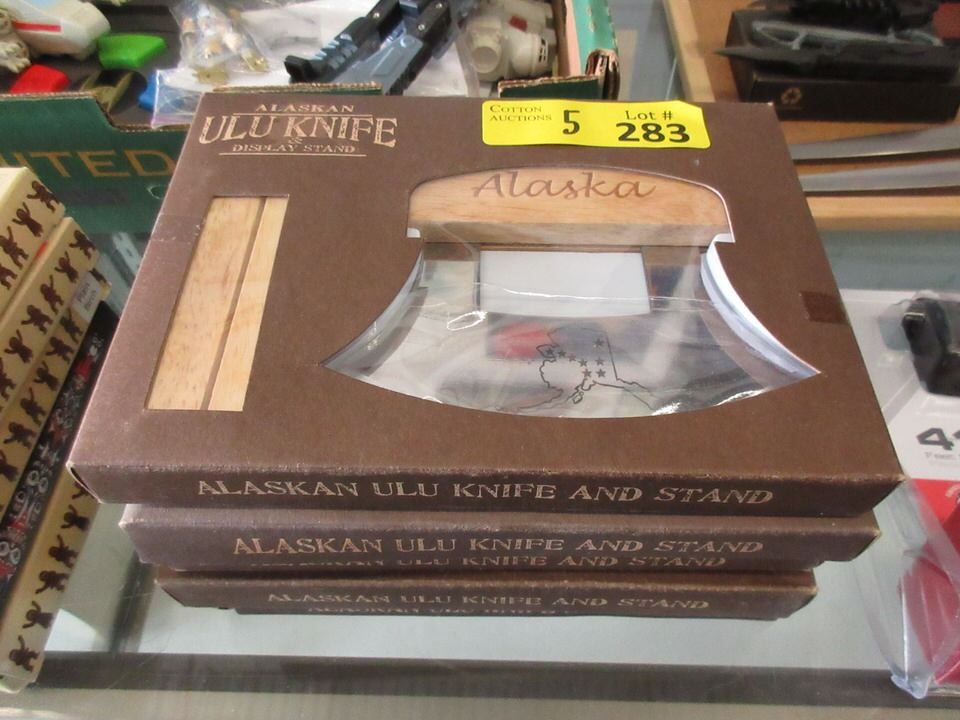 ALASKAN
ULU KNIFE
&
DISPLAY STAND
COTTON
AUCTIONS
5
Lot #
283
Alaska
ALASKAN ULU KNIFE AND STAND
ALASKAN ULU KNIFE AND STAND
ALASKAN ULU KNIFE AND STAND
ALASKAN ULU KNIFE AND STAND
ITED